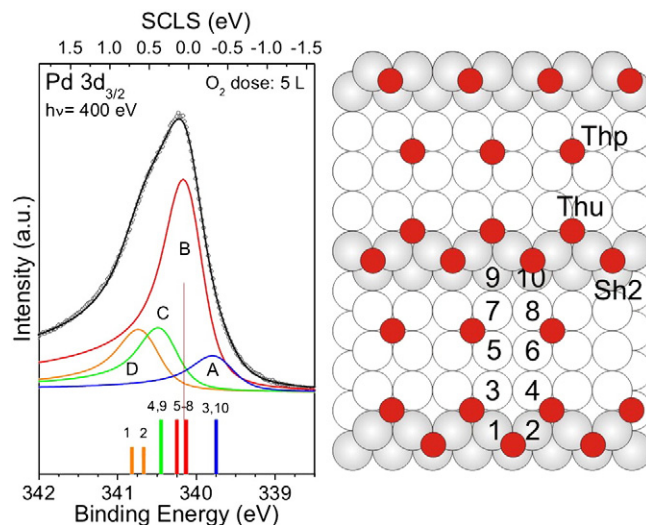 SCLS (eV)
1.5 1.0 0.5 0.0 -0.5 -1.0 -1.5
Pd 3d3/2
O2 dose: 5 L
hν= 400 eV
Intensity (a.u.)
B
C
D
A
1 2 4,9 5-8 3,10
342 341 340 339
Binding Energy (eV)
Thp
Thu
Sh2
9 10
7 8
5 6
3 4
1 2